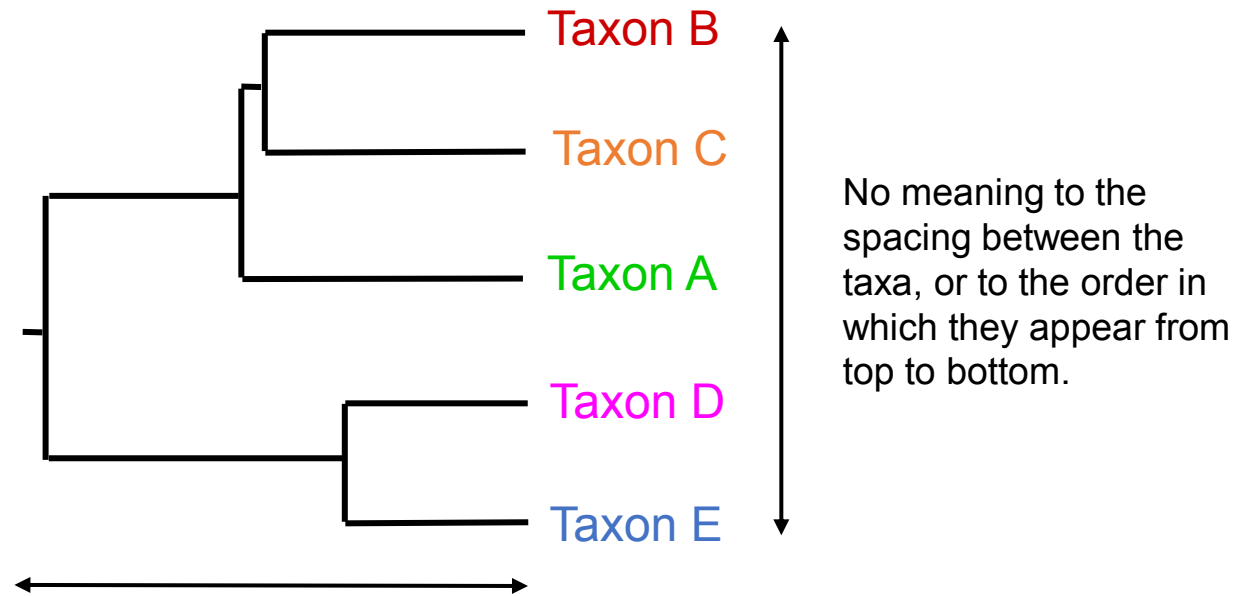 Taxon B
Taxon C
Taxon A
Taxon D
Taxon E
No meaning to the
spacing between the
taxa, or to the order in
which they appear from
top to bottom.